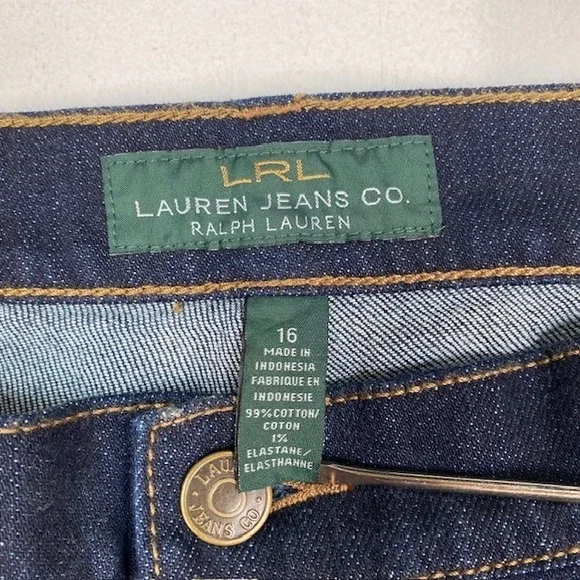 LRL
LAUREN JEANS CO.
RALPH LAUREN
16
MADE IN
INDONESIA
FABRIQUE EN
INDONESIE
99% COTTON/
COTON
1%
ELASTANE/
ELASTHANNE
LAU
JEANS CO